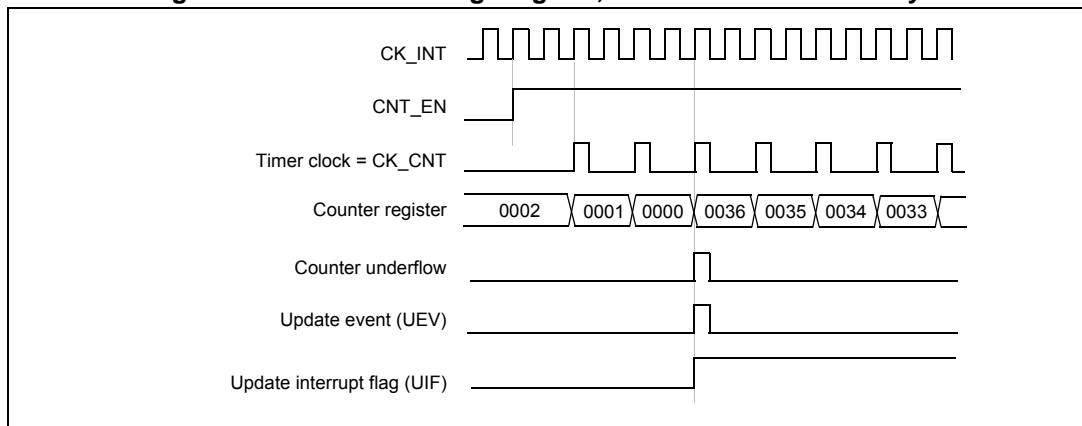 CK_INT
CNT_EN
Timer clock = CK_CNT
Counter register 0002 0001 0000 0036 0035 0034 0033
Counter underflow
Update event (UEV)
Update interrupt flag (UIF)